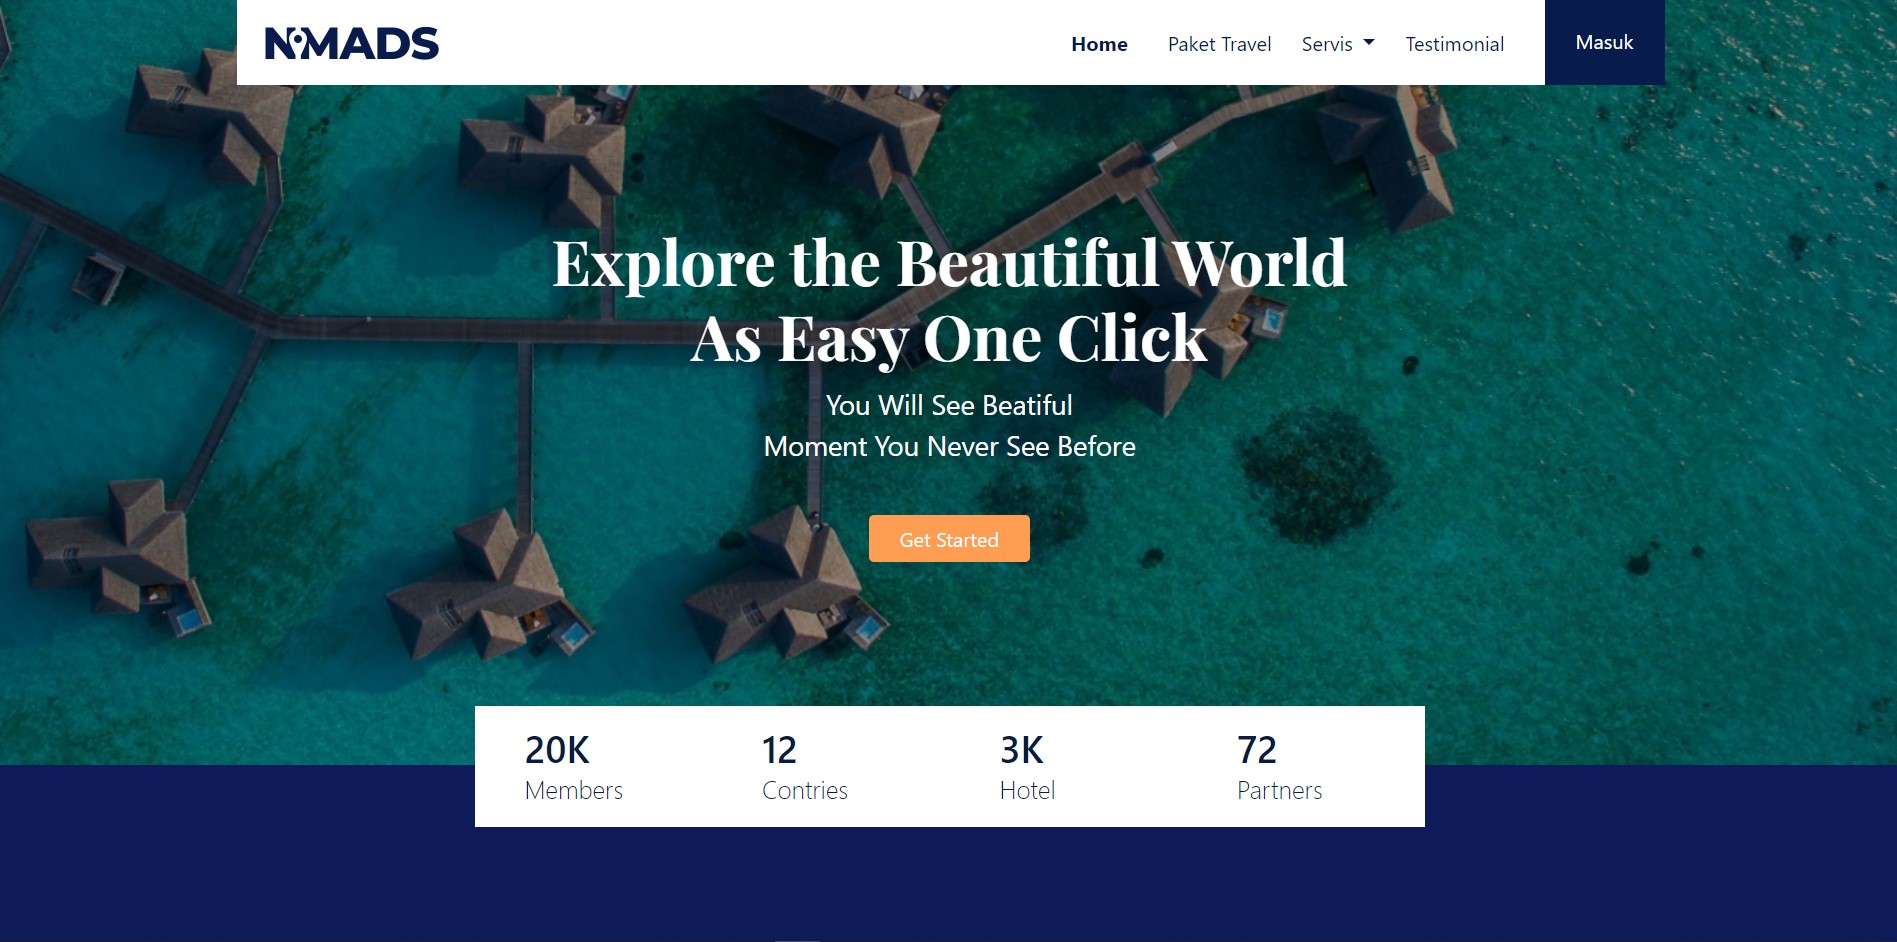 NOMADS
Home
Paket Travel
Servis
Testimonial
Masuk
Explore the Beautiful World
As Easy One Click
You Will See Beatiful
Moment You Never See Before
Get Started
20K
Members
12
Contries
3K
Hotel
72
Partners